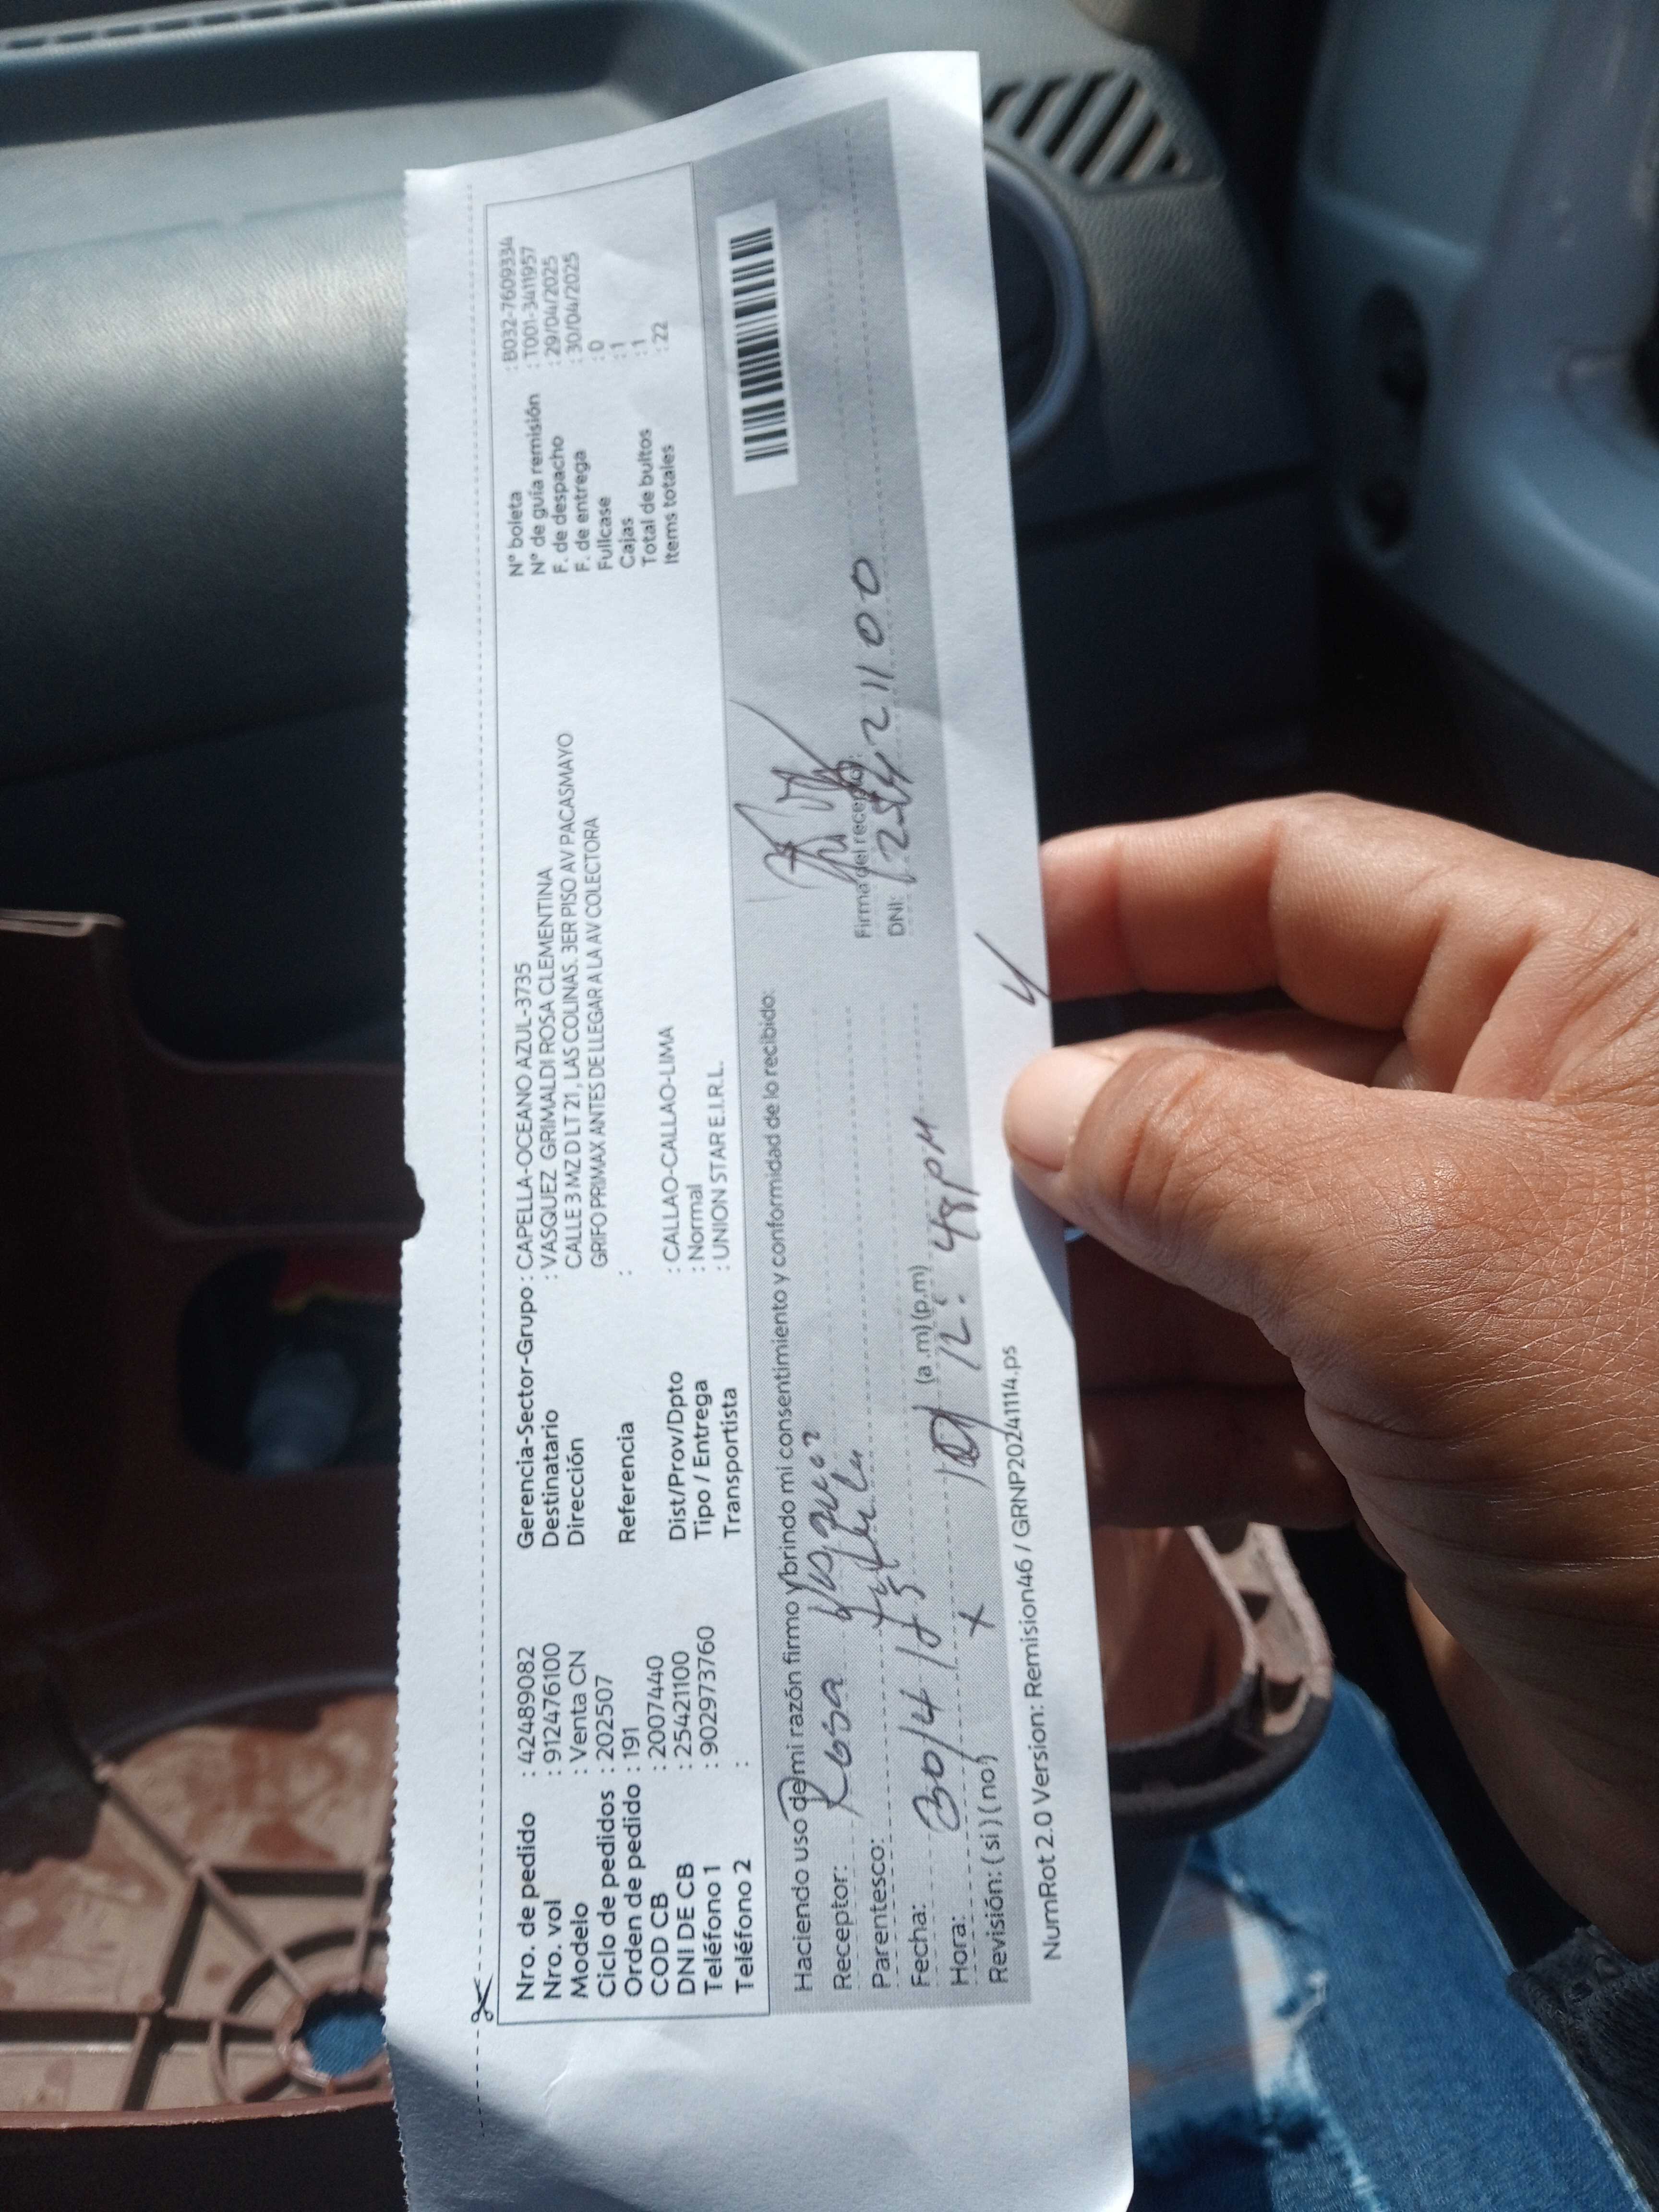 Nro. de pedido : 42489082
Nro. vol : 912476100
Modelo : Venta CN
Ciclo de pedidos : 202507
Orden de pedido : 191
COD CB : 2007440
DNI DE CB : 25421100
Teléfono 1 : 902973760
Teléfono 2 :
Gerencia-Sector-Grupo : CAPELLA-OCEANO AZUL-3735
Destinatario : VASQUEZ GRIMALDI ROSA CLEMENTINA
Dirección CALLE 3 MZ D LT 21, LAS COLINAS. 3ER PISO AV PACASMAYO
GRIFO PRIMAX ANTES DE LLEGAR A LA AV COLECTORA
Referencia :
Dist/Prov/Dpto : CALLAO-CALLAO-LIMA
Tipo / Entrega : Normal
Transportista : UNION STAR E.I.R.L.
N° boleta : B032-7609334
N° de guía remisión : T001-3411957
F. de despacho : 29/04/2025
F. de entrega : 30/04/2025
Fullcase : 0
Cajas : 1
Total de bultos : 1
Items totales : 22
Haciendo uso de mi razón firmo y brindo mi consentimiento y conformidad de lo recibido:
Receptor: Rosa Vasquez
Parentesco: Titular
Fecha: 30/4/25
Hora: (a.m) (p.m) 12:48 PM
Revisión: ( si ) ( no ) X
Firma del receptor:
DNI: 25421100
NumRot 2.0 Version: Remision46 / GRNP20241114.ps